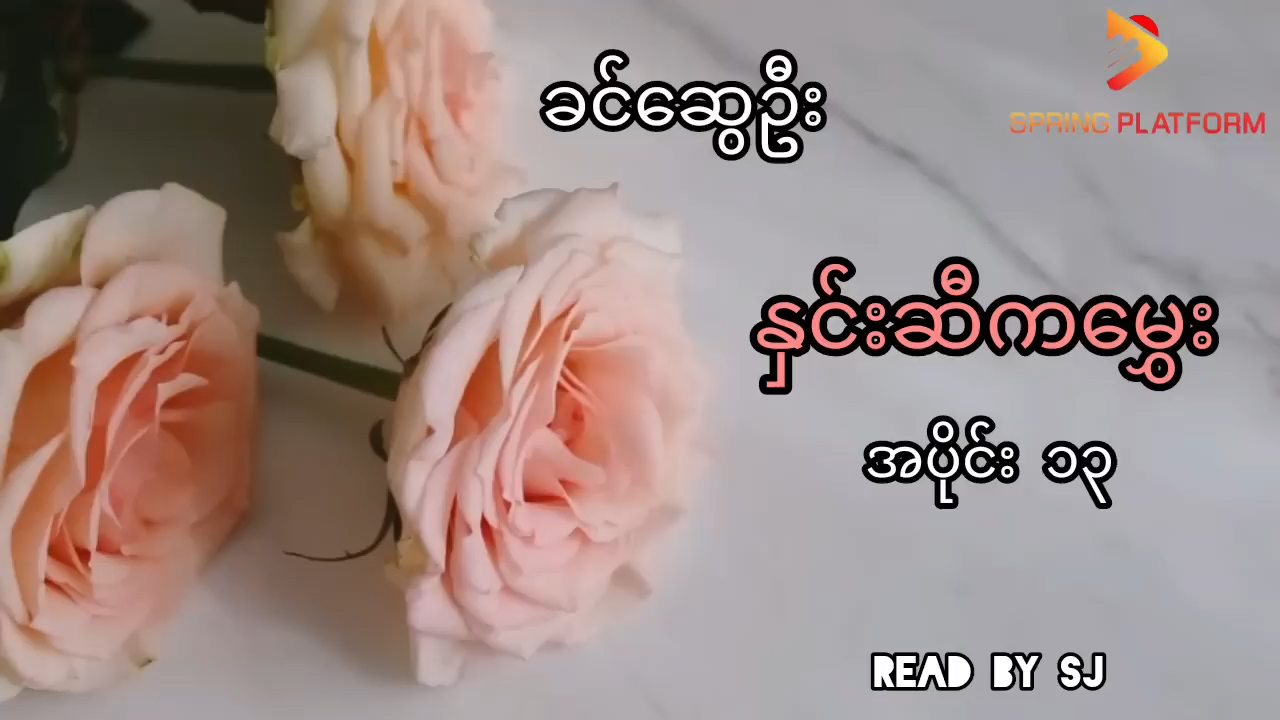 SPRING PLATFORM
ခင်ဆွေဦး
နှင်းဆီကမွှေး
အပိုင်း ၁၃
READ BY SJ